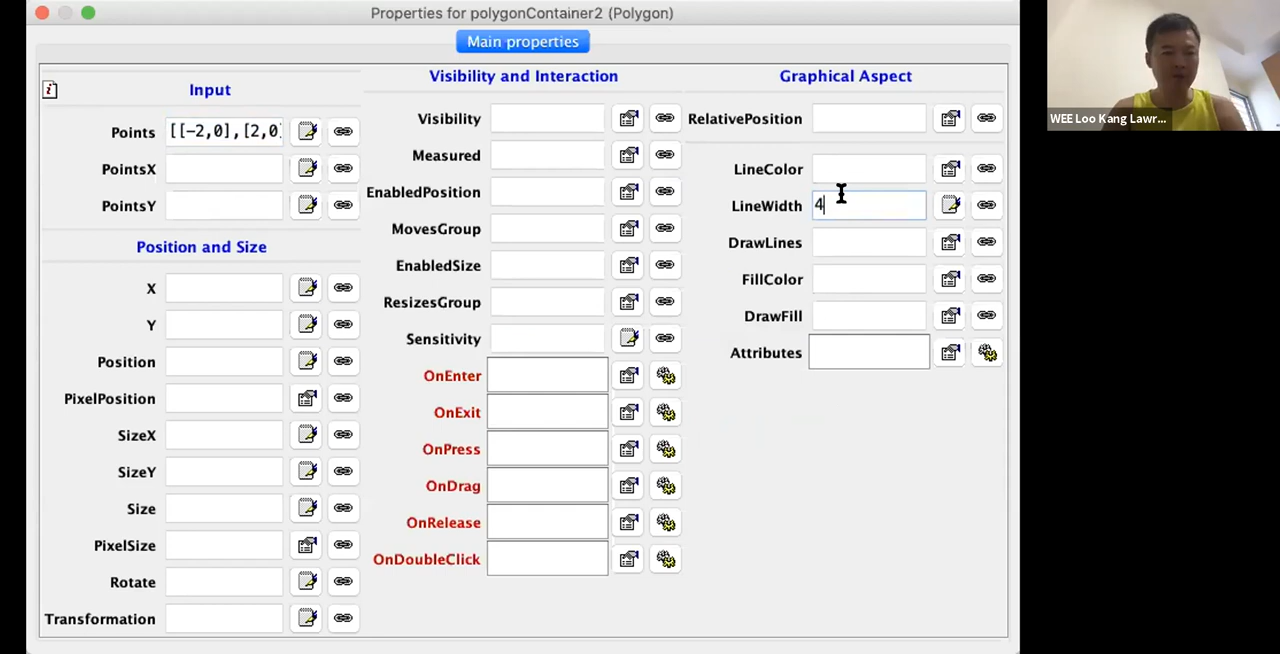 Properties for polygonContainer2 (Polygon)
Main properties
Input
Points [[-2,0],[2,0]
PointsX
PointsY
Position and Size
X
Y
Position
PixelPosition
SizeX
SizeY
Size
PixelSize
Rotate
Transformation
Visibility and Interaction
Visibility
Measured
EnabledPosition
MovesGroup
EnabledSize
ResizesGroup
Sensitivity
OnEnter
OnExit
OnPress
OnDrag
OnRelease
OnDoubleClick
Graphical Aspect
RelativePosition
LineColor
LineWidth 4
DrawLines
FillColor
DrawFill
Attributes
WEE Loo Kang Lawr...